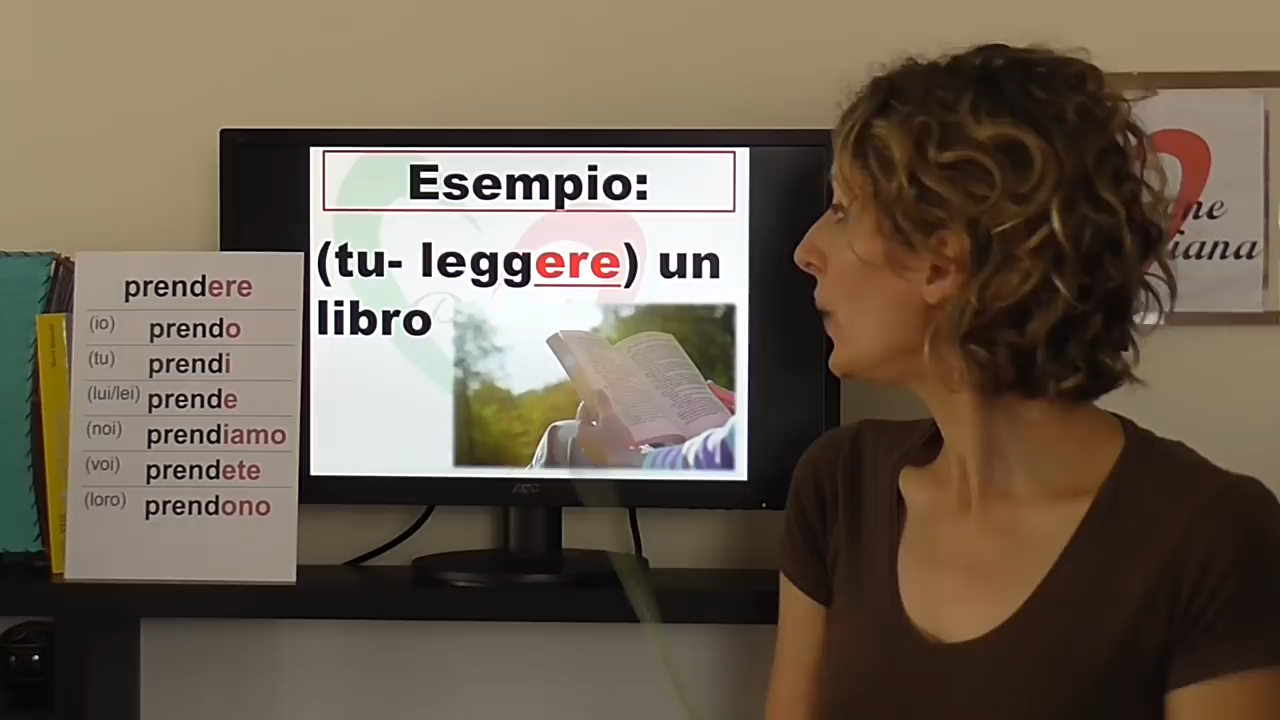 Esempio:
(tu- leggere) un
libro
prendere
(io) prendo
(tu) prendi
(lui/lei) prende
(noi) prendiamo
(voi) prendete
(loro) prendono